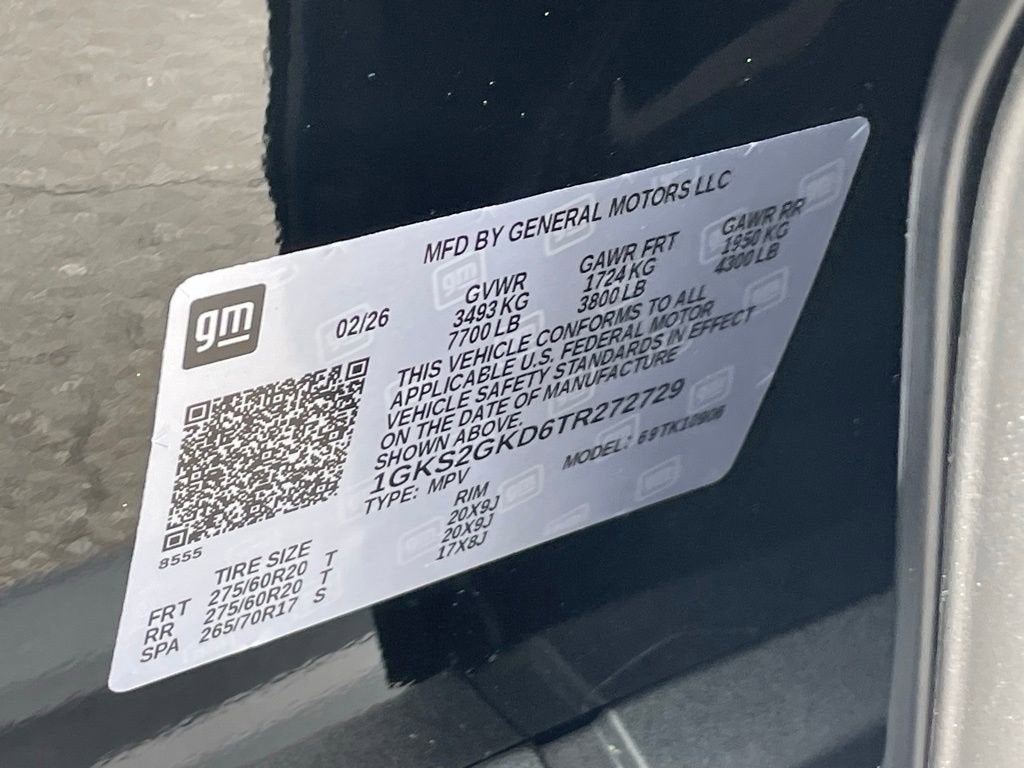 MFD BY GENERAL MOTORS LLC
gm
02/26
GVWR GAWR FRT GAWR RR
3493 KG 1724 KG 1950 KG
7700 LB 3800 LB 4300 LB
THIS VEHICLE CONFORMS TO ALL
APPLICABLE U.S. FEDERAL MOTOR
VEHICLE SAFETY STANDARDS IN EFFECT
ON THE DATE OF MANUFACTURE
SHOWN ABOVE.
1GKS2GKD6TR272729
TYPE: MPV MODEL: 69TK10906
8555
TIRE SIZE RIM
FRT 275/60R20 T 20X9J
RR 275/60R20 T 20X9J
SPA 265/70R17 S 17X8J